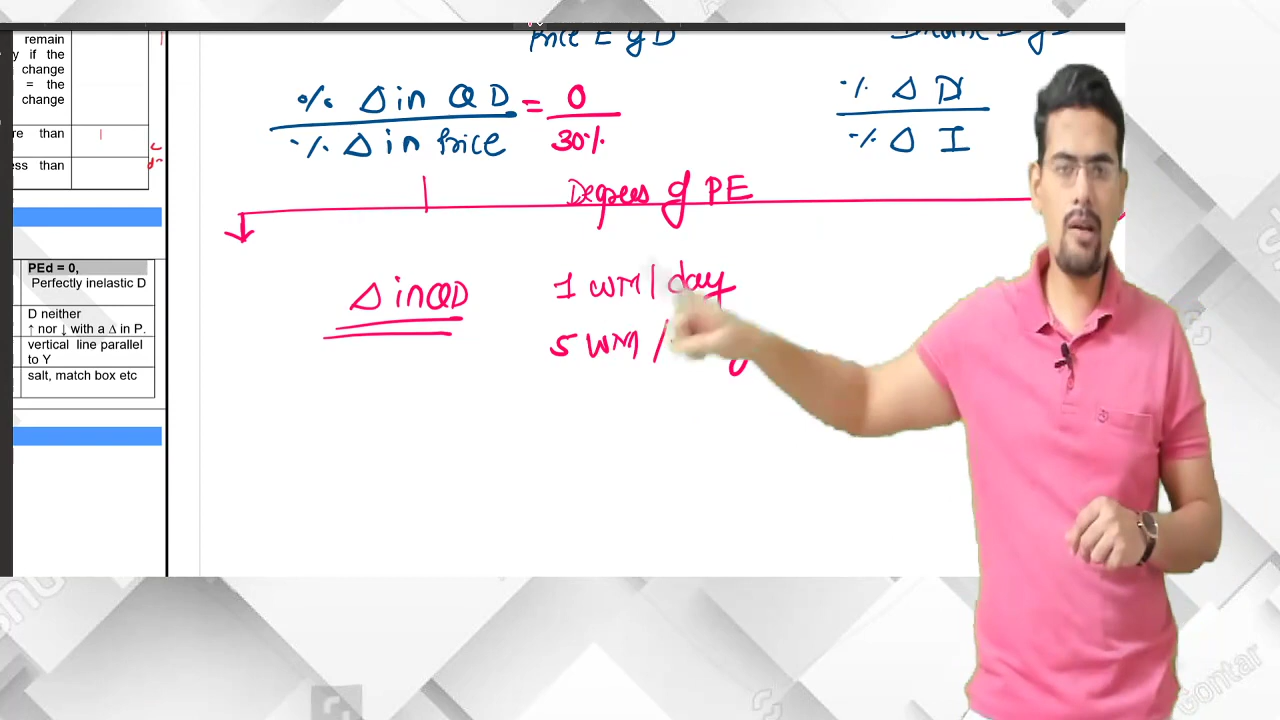 remain
y if the
change
= the
change
re than
ess than
PEd = 0,
Perfectly inelastic D
D neither
↑ nor ↓ with a Δ in P.
vertical line parallel
to Y
salt, match box etc
Price E of D
% Δ in QD = 0
% Δ in Price 30%
% Δ D
% Δ I
Degrees of PE
Δ in QD
1 WM/day
5 WM/